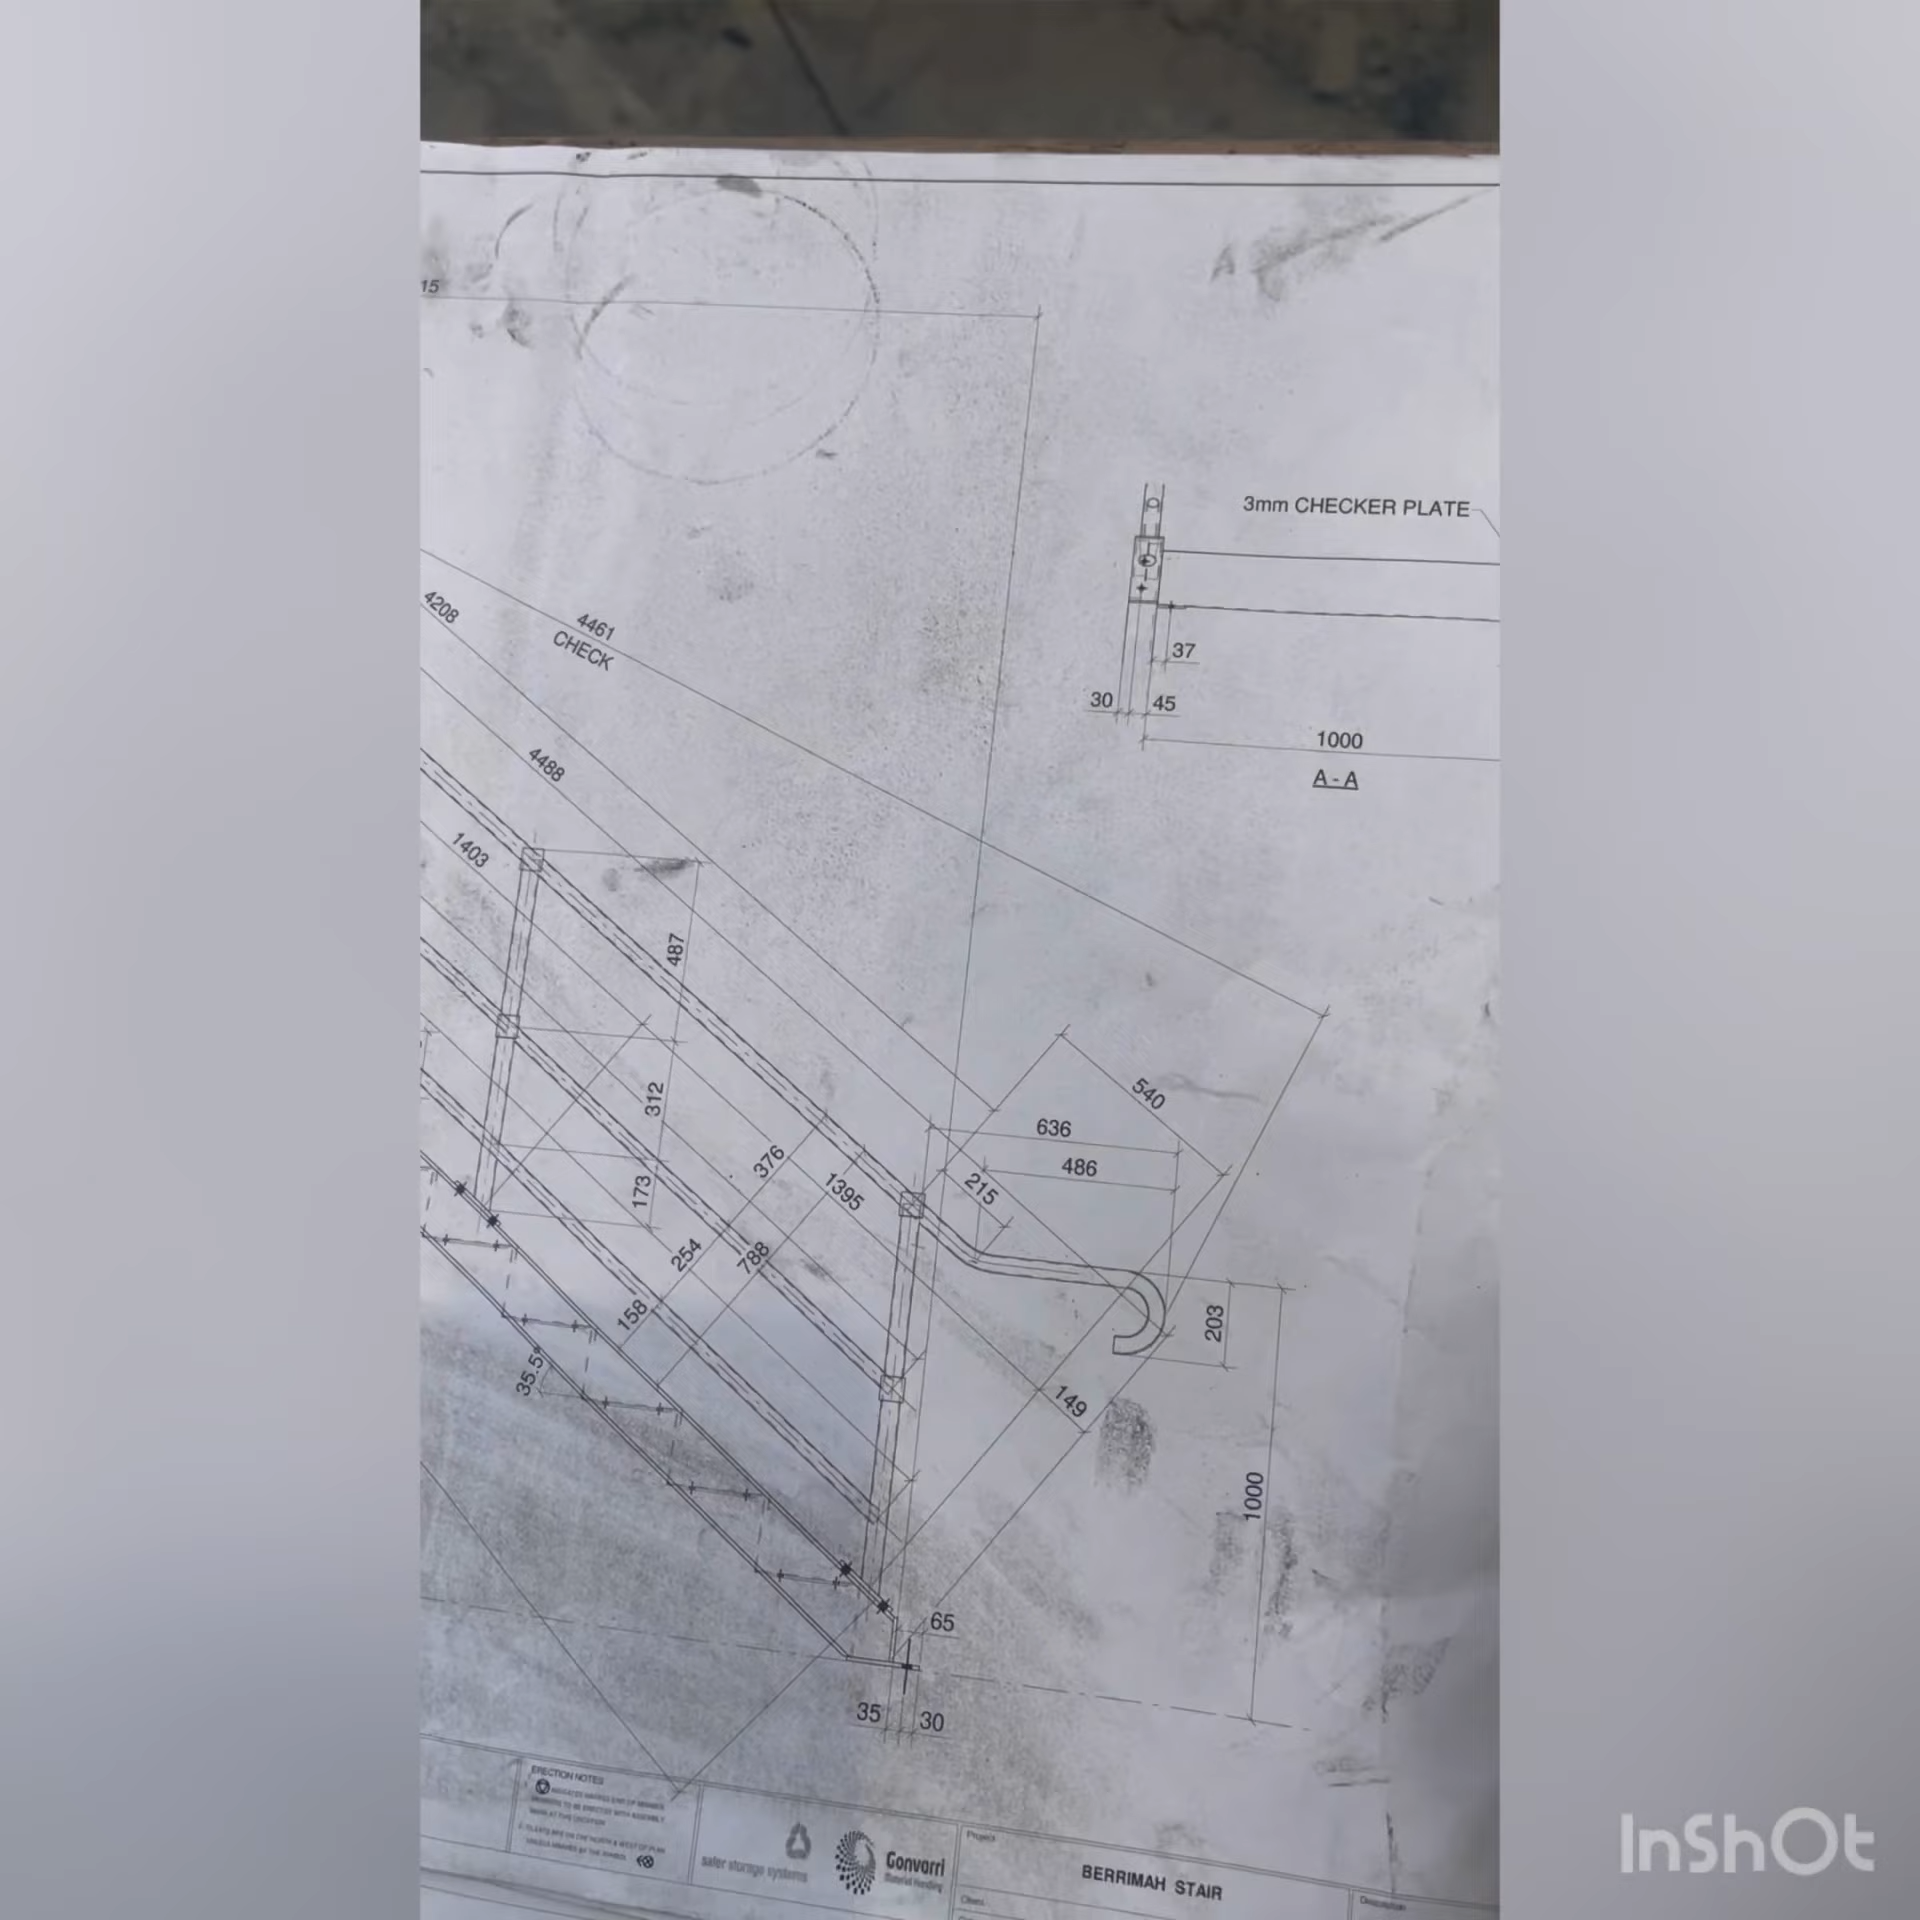 15
3mm CHECKER PLATE
4208
4461
CHECK
37
30
45
1000
A - A
4488
1403
487
540
312
636
486
376
215
1395
173
254
788
203
158
35.5°
149
1000
65
35
30
ERECTION NOTES
safer storage systems
Gonvarri
Material Handling
Project
BERRIMAH STAIR
Client
InShOt